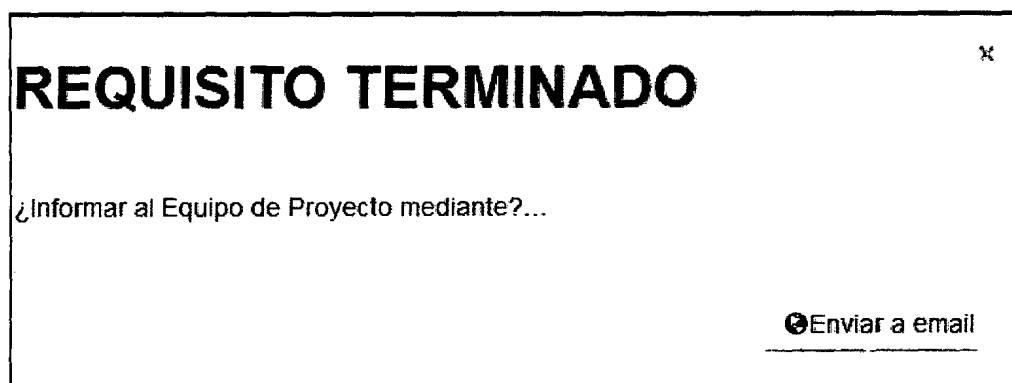 REQUISITO TERMINADO
¿Informar al Equipo de Proyecto mediante?...
Enviar a email